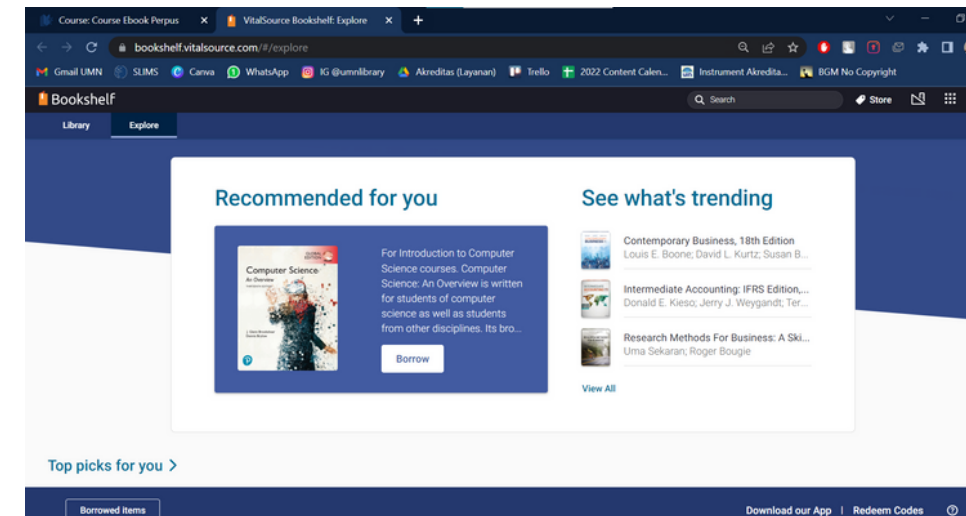 Course: Course Ebook Perpus
VitalSource Bookshelf: Explore
bookshelf.vitalsource.com/#/explore
Gmail UMN
SLIMS
Canva
WhatsApp
IG @umnlibrary
Akreditas (Layanan)
Trello
2022 Content Calen...
Instrument Akredita...
BGM No Copyright
Bookshelf
Search
Store
Library
Explore
Recommended for you
Computer Science
An Overview
For Introduction to Computer
Science courses. Computer
Science: An Overview is written
for students of computer
science as well as students
from other disciplines. Its bro...
Borrow
See what's trending
Contemporary Business, 18th Edition
Louis E. Boone; David L. Kurtz; Susan B...
Intermediate Accounting: IFRS Edition,...
Donald E. Kieso; Jerry J. Weygandt; Ter...
Research Methods For Business: A Ski...
Uma Sekaran; Roger Bougie
View All
Top picks for you
Borrowed items
Download our App | Redeem Codes